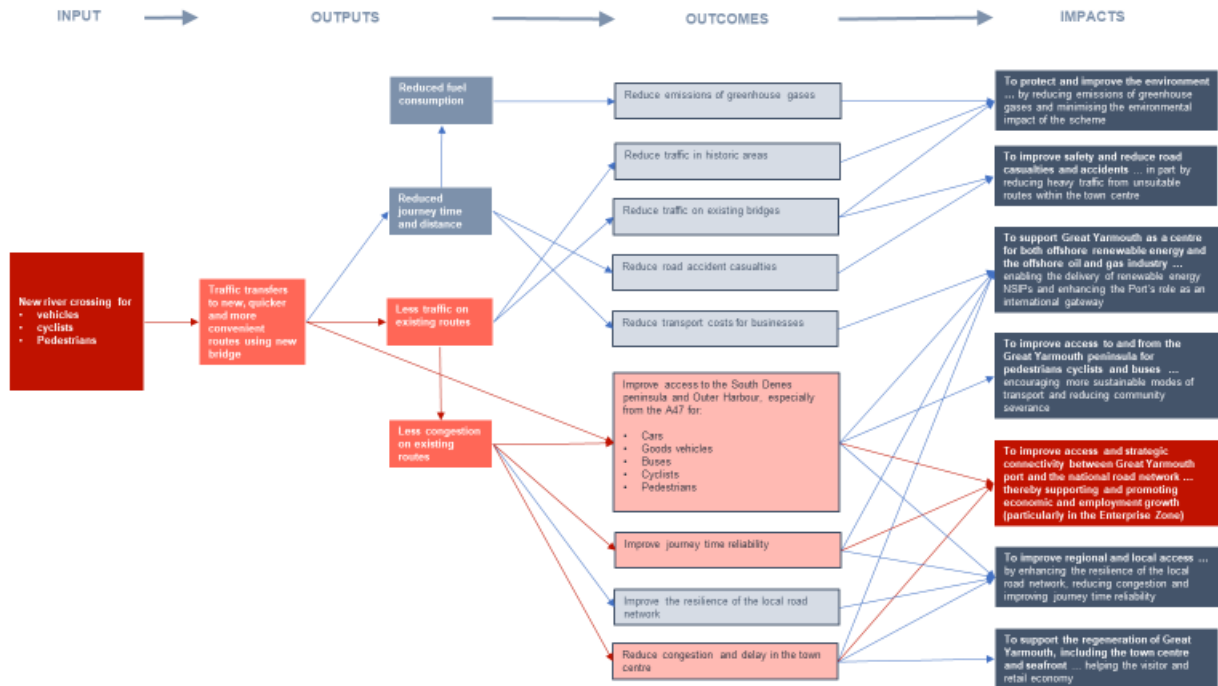 INPUT
OUTPUTS
OUTCOMES
IMPACTS
New river crossing for
• vehicles
• cyclists
• Pedestrians
Traffic transfers
to new, quicker
and more
convenient
routes using new
bridge
Reduced fuel
consumption
Reduced
journey time
and distance
Less traffic on
existing routes
Less congestion
on existing
routes
Reduce emissions of greenhouse gases
Reduce traffic in historic areas
Reduce traffic on existing bridges
Reduce road accident casualties
Reduce transport costs for businesses
Improve access to the South Denes
peninsula and Outer Harbour, especially
from the A47 for:
• Cars
• Goods vehicles
• Buses
• Cyclists
• Pedestrians
Improve journey time reliability
Improve the resilience of the local road
network
Reduce congestion and delay in the town
centre
To protect and improve the environment
... by reducing emissions of greenhouse
gases and minimising the environmental
impact of the scheme
To improve safety and reduce road
casualties and accidents ... in part by
reducing heavy traffic from unsuitable
routes within the town centre
To support Great Yarmouth as a centre
for both offshore renewable energy and
the offshore oil and gas industry ...
enabling the delivery of renewable energy
NSIPs and enhancing the Port's role as an
international gateway
To improve access to and from the
Great Yarmouth peninsula for
pedestrians cyclists and buses ...
encouraging more sustainable modes of
transport and reducing community
severance
To improve access and strategic
connectivity between Great Yarmouth
port and the national road network ...
thereby supporting and promoting
economic and employment growth
(particularly in the Enterprise Zone)
To improve regional and local access ...
by enhancing the resilience of the local
road network, reducing congestion and
improving journey time reliability
To support the regeneration of Great
Yarmouth, including the town centre
and seafront ... helping the visitor and
retail economy